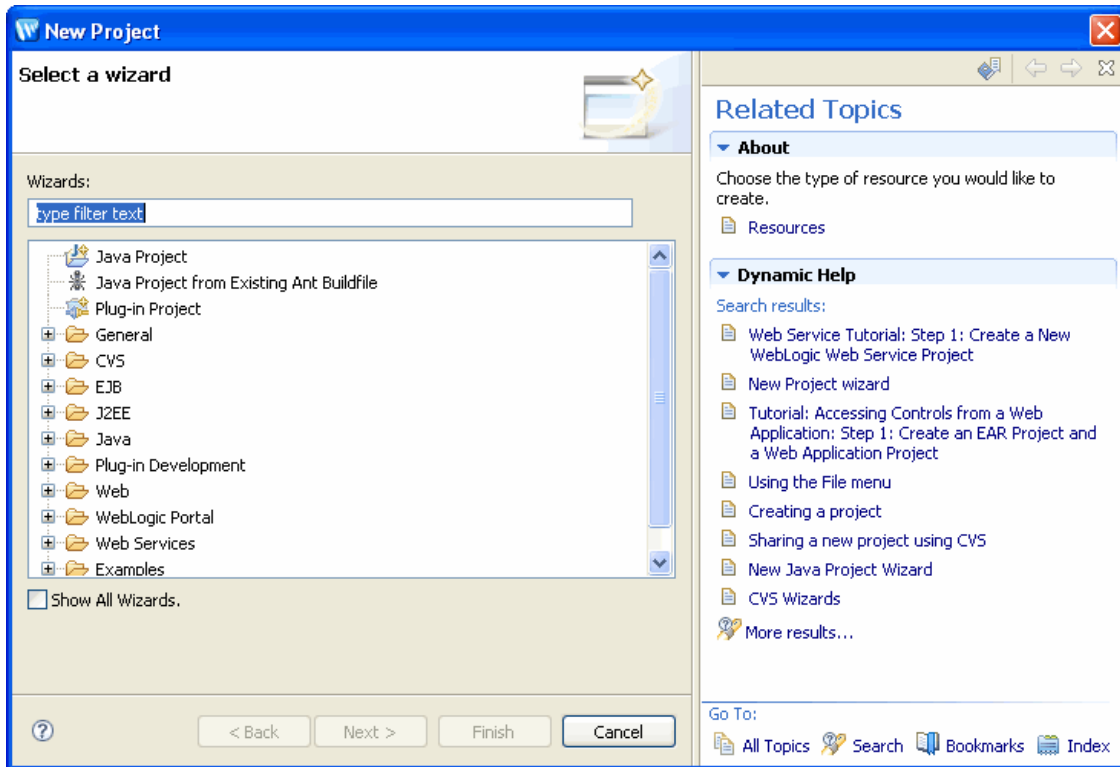 New Project
Select a wizard
Wizards:
type filter text
Java Project
Java Project from Existing Ant Buildfile
Plug-in Project
General
CVS
EJB
J2EE
Java
Plug-in Development
Web
WebLogic Portal
Web Services
Examples
Show All Wizards.
< Back
Next >
Finish
Cancel
Related Topics
About
Choose the type of resource you would like to
create.
Resources
Dynamic Help
Search results:
Web Service Tutorial: Step 1: Create a New
WebLogic Web Service Project
New Project wizard
Tutorial: Accessing Controls from a Web
Application: Step 1: Create an EAR Project and
a Web Application Project
Using the File menu
Creating a project
Sharing a new project using CVS
New Java Project Wizard
CVS Wizards
More results...
Go To:
All Topics
Search
Bookmarks
Index